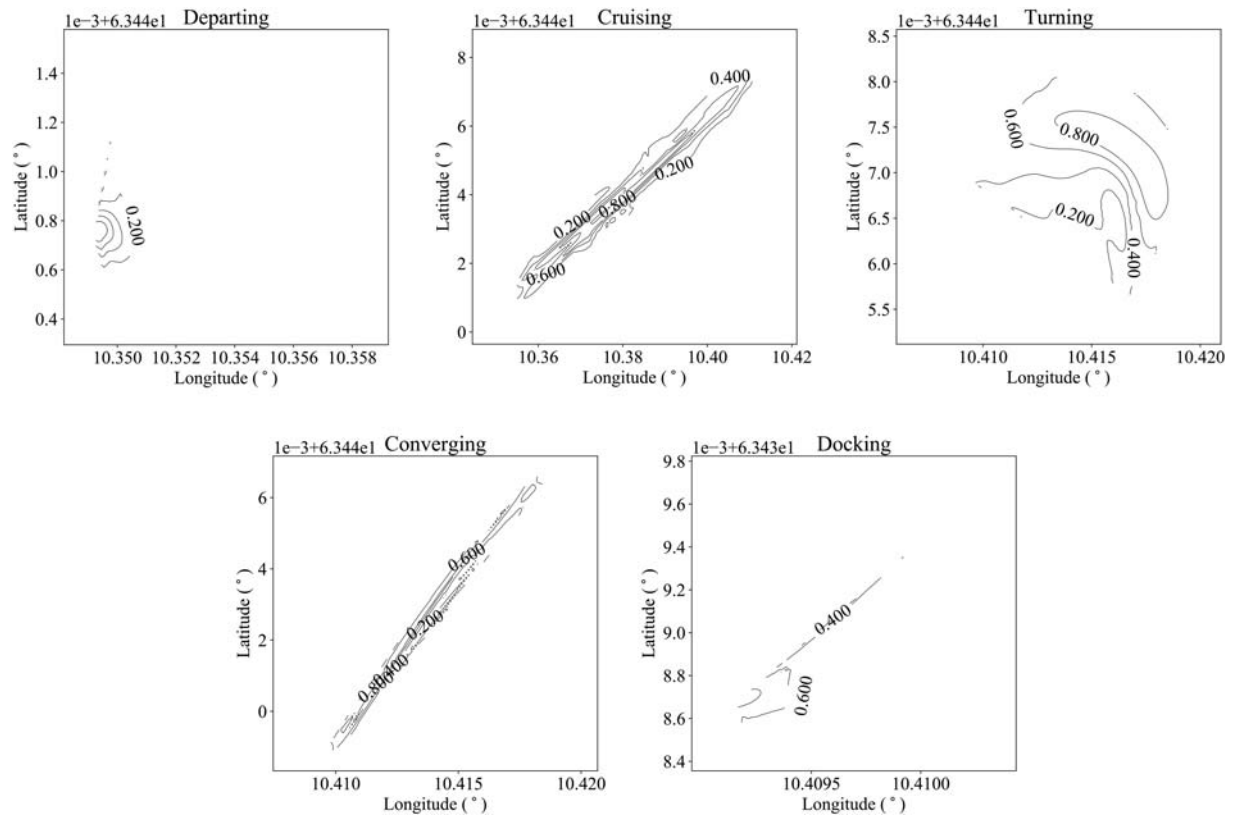 1e−3+6.344e1 Departing
1.4
1.2
1.0
0.8
0.6
0.4
Latitude (°)
0.200
10.350 10.352 10.354 10.356 10.358
Longitude (°)
1e−3+6.344e1 Cruising
8
6
4
2
0
Latitude (°)
0.400
0.200
0.200
0.800
0.600
10.36 10.38 10.40 10.42
Longitude (°)
1e−3+6.344e1 Turning
8.5
8.0
7.5
7.0
6.5
6.0
5.5
Latitude (°)
0.600
0.800
0.200
0.400
10.410 10.415 10.420
Longitude (°)
1e−3+6.344e1 Converging
6
4
2
0
Latitude (°)
0.600
0.200
0.400
0.800
10.410 10.415 10.420
Longitude (°)
1e−3+6.343e1 Docking
9.8
9.6
9.4
9.2
9.0
8.8
8.6
8.4
Latitude (°)
0.400
0.600
10.4095 10.4100
Longitude (°)